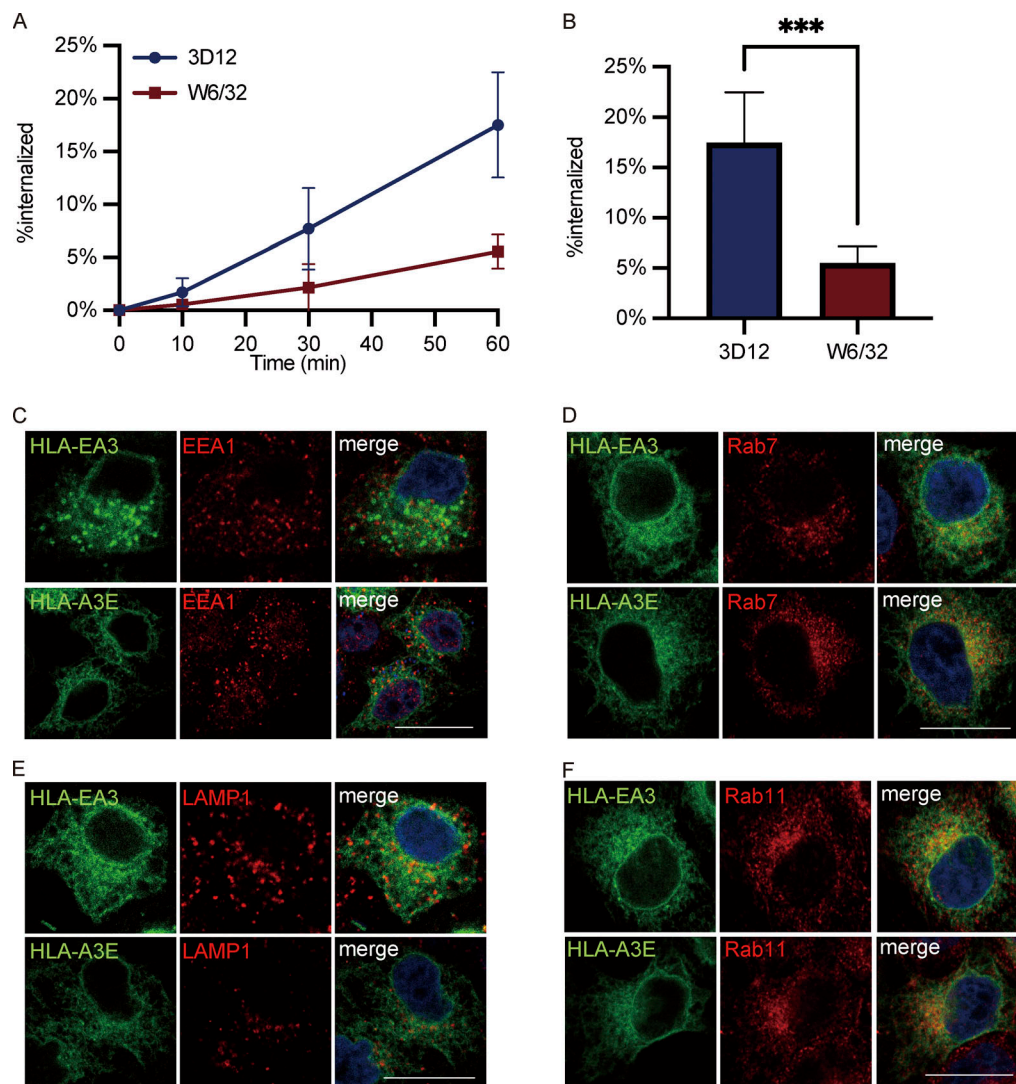 A
25%
20%
15%
10%
5%
0%
%internalized
3D12
W6/32
0 10 20 30 40 50 60
Time (min)
B
***
25%
20%
15%
10%
5%
0%
%internalized
3D12 W6/32
C
HLA-EA3 EEA1 merge
HLA-A3E EEA1 merge
D
HLA-EA3 Rab7 merge
HLA-A3E Rab7 merge
E
HLA-EA3 LAMP1 merge
HLA-A3E LAMP1 merge
F
HLA-EA3 Rab11 merge
HLA-A3E Rab11 merge